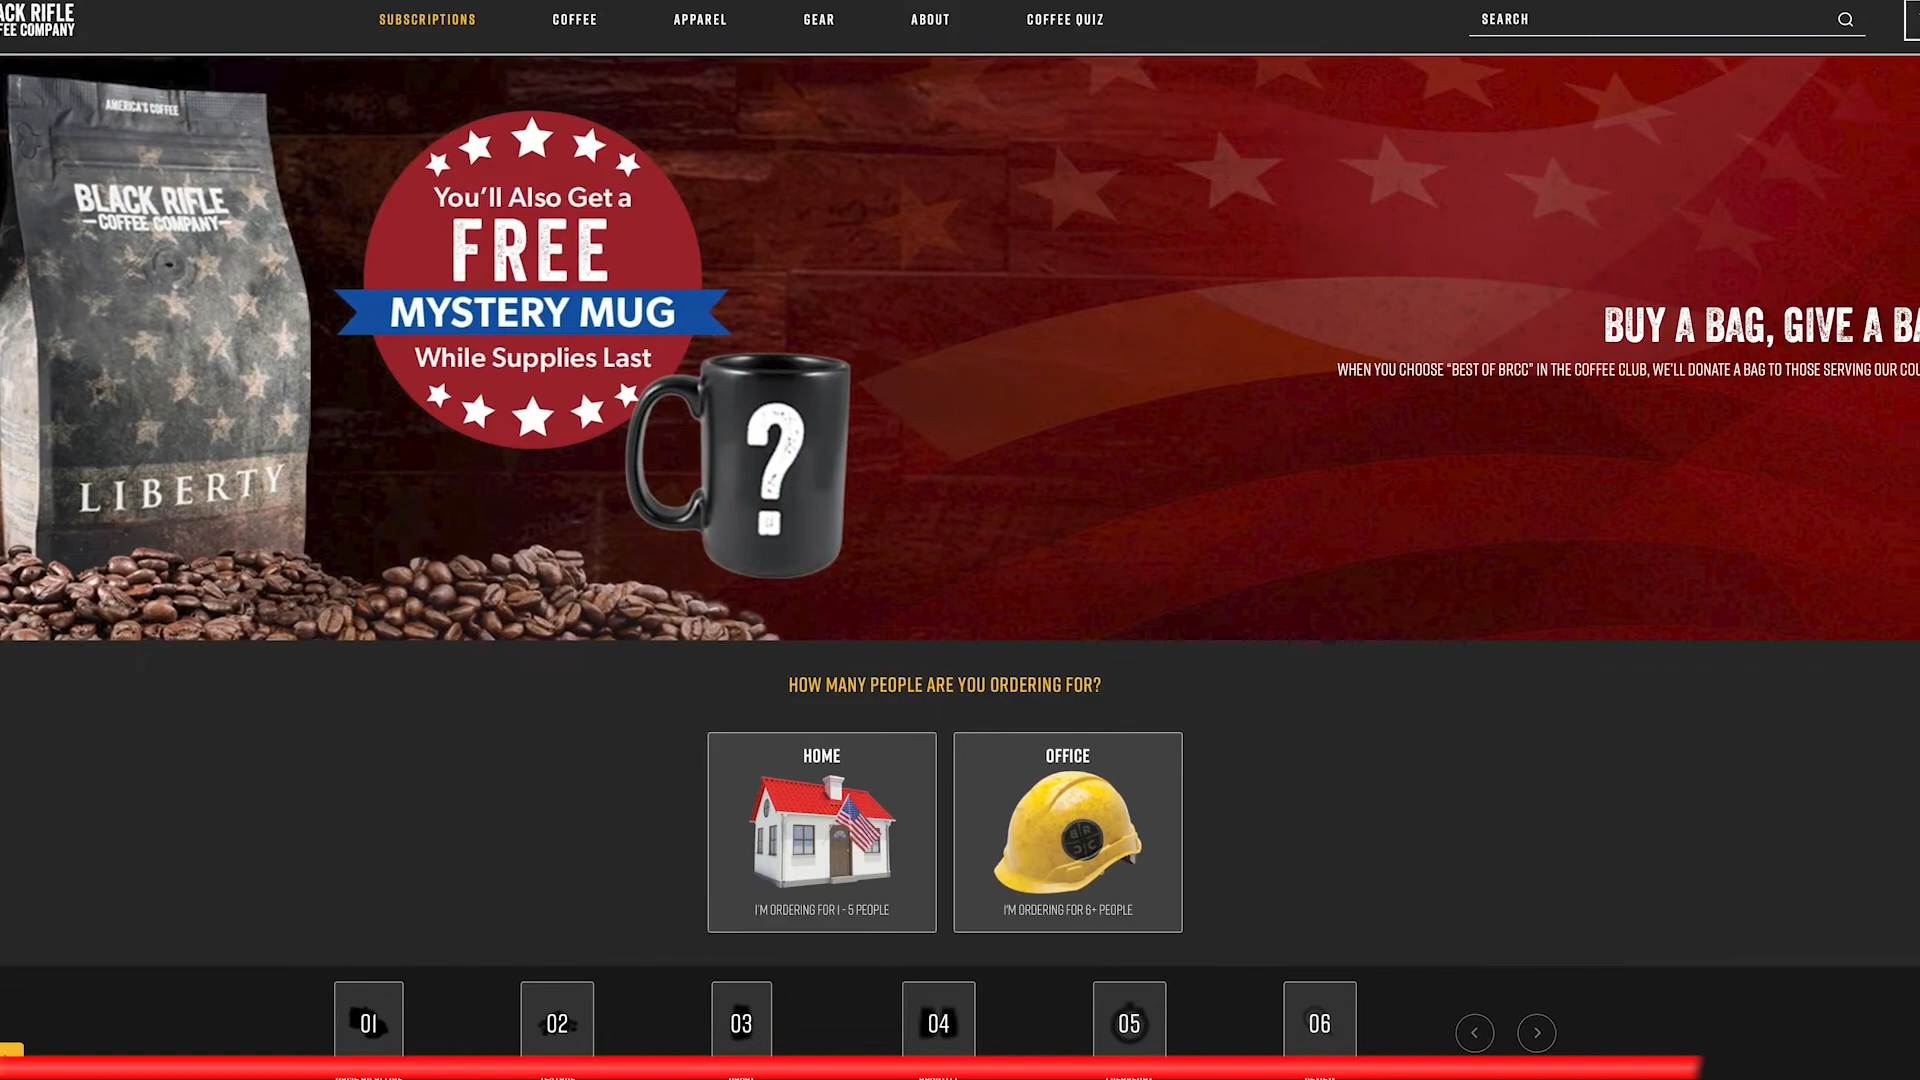 ACK RIFLE
FEE COMPANY
SUBSCRIPTIONS
COFFEE
APPAREL
GEAR
ABOUT
COFFEE QUIZ
SEARCH
AMERICA'S COFFEE
BLACK RIFLE
COFFEE COMPANY
LIBERTY
You'll Also Get a
FREE
MYSTERY MUG
While Supplies Last
?
BUY A BAG, GIVE A BA
WHEN YOU CHOOSE "BEST OF BRCC" IN THE COFFEE CLUB, WE'LL DONATE A BAG TO THOSE SERVING OUR COU
HOW MANY PEOPLE ARE YOU ORDERING FOR?
HOME
I'M ORDERING FOR 1 - 5 PEOPLE
OFFICE
BRCC
I'M ORDERING FOR 6+ PEOPLE
01
02
03
04
05
06